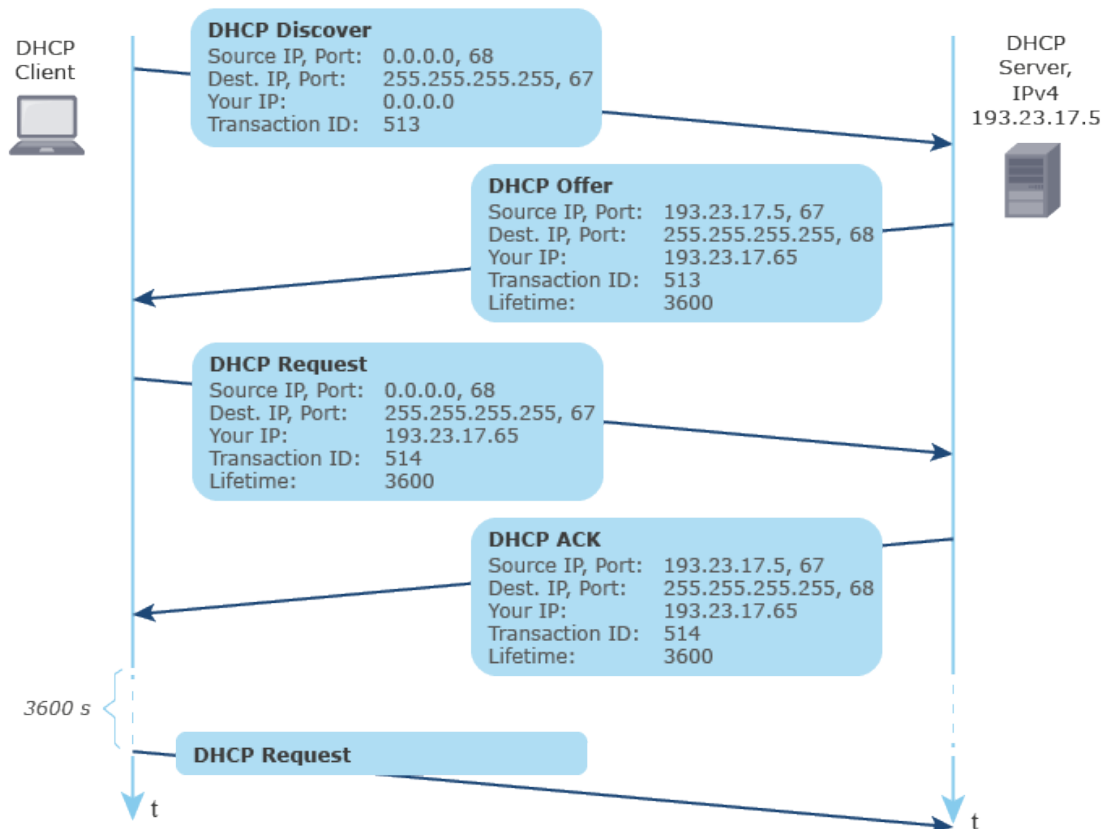 DHCP
Client
DHCP Discover
Source IP, Port: 0.0.0.0, 68
Dest. IP, Port: 255.255.255.255, 67
Your IP: 0.0.0.0
Transaction ID: 513
DHCP
Server,
IPv4
193.23.17.5
DHCP Offer
Source IP, Port: 193.23.17.5, 67
Dest. IP, Port: 255.255.255.255, 68
Your IP: 193.23.17.65
Transaction ID: 513
Lifetime: 3600
DHCP Request
Source IP, Port: 0.0.0.0, 68
Dest. IP, Port: 255.255.255.255, 67
Your IP: 193.23.17.65
Transaction ID: 514
Lifetime: 3600
DHCP ACK
Source IP, Port: 193.23.17.5, 67
Dest. IP, Port: 255.255.255.255, 68
Your IP: 193.23.17.65
Transaction ID: 514
Lifetime: 3600
3600 s
DHCP Request
t
t